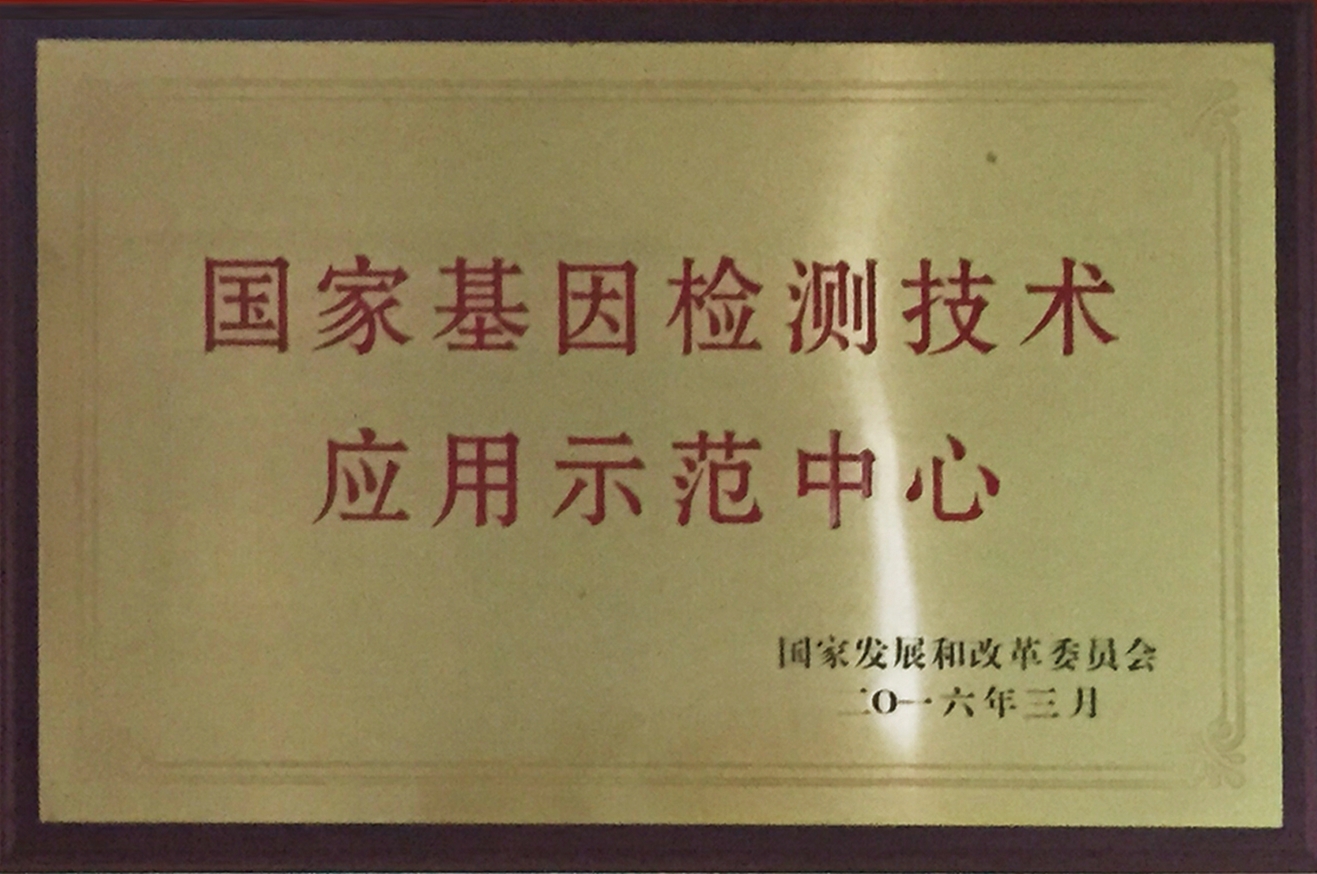 国家基因检测技术
应用示范中心
国家发展和改革委员会
二O一六年三月